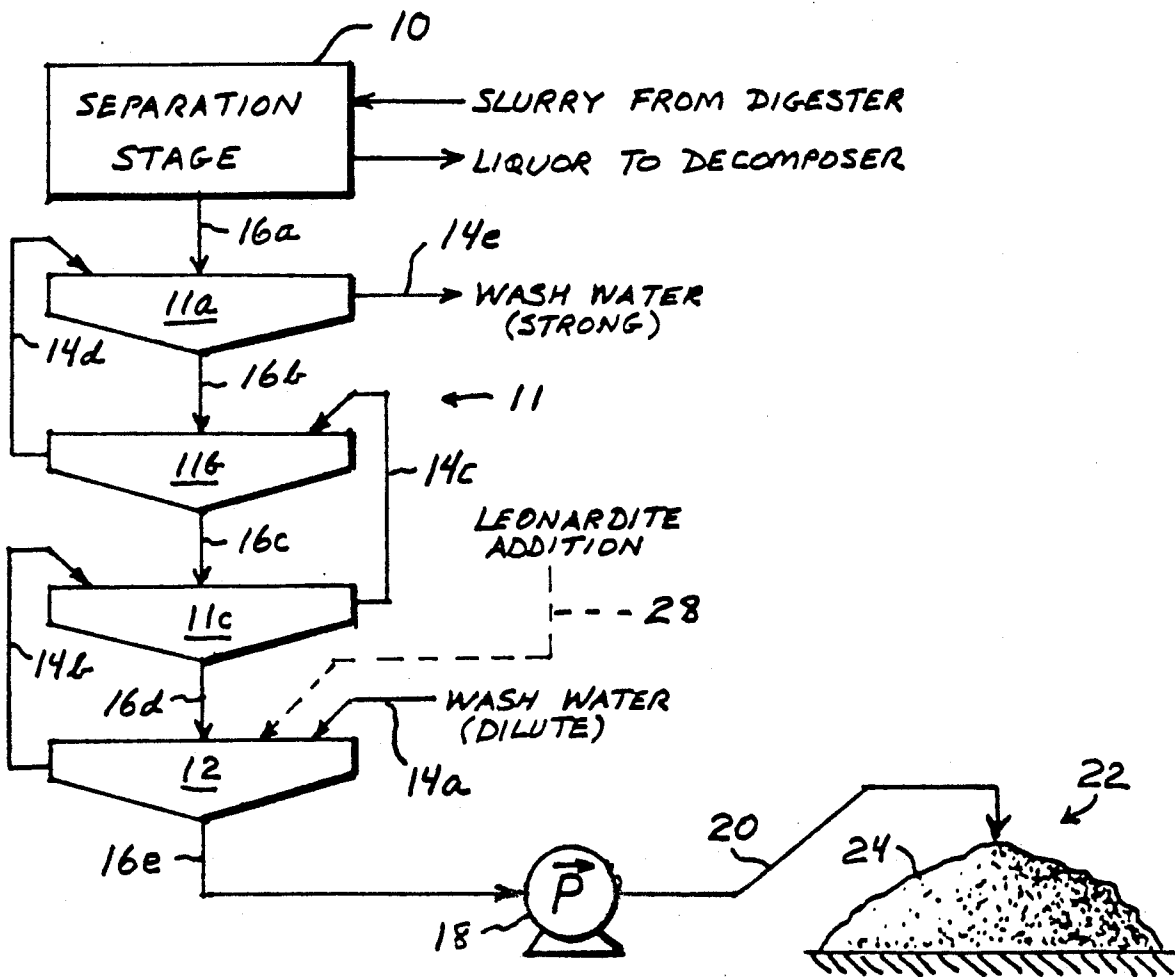 10
SEPARATION
STAGE
SLURRY FROM DIGESTER
LIQUOR TO DECOMPOSER
16a
14e
11a
WASH WATER
(STRONG)
14d
16b
11
11b
14c
16c
LEONARDITE
ADDITION
11c
28
14b
16d
WASH WATER
(DILUTE)
12
14a
16e
20
22
24
P
18